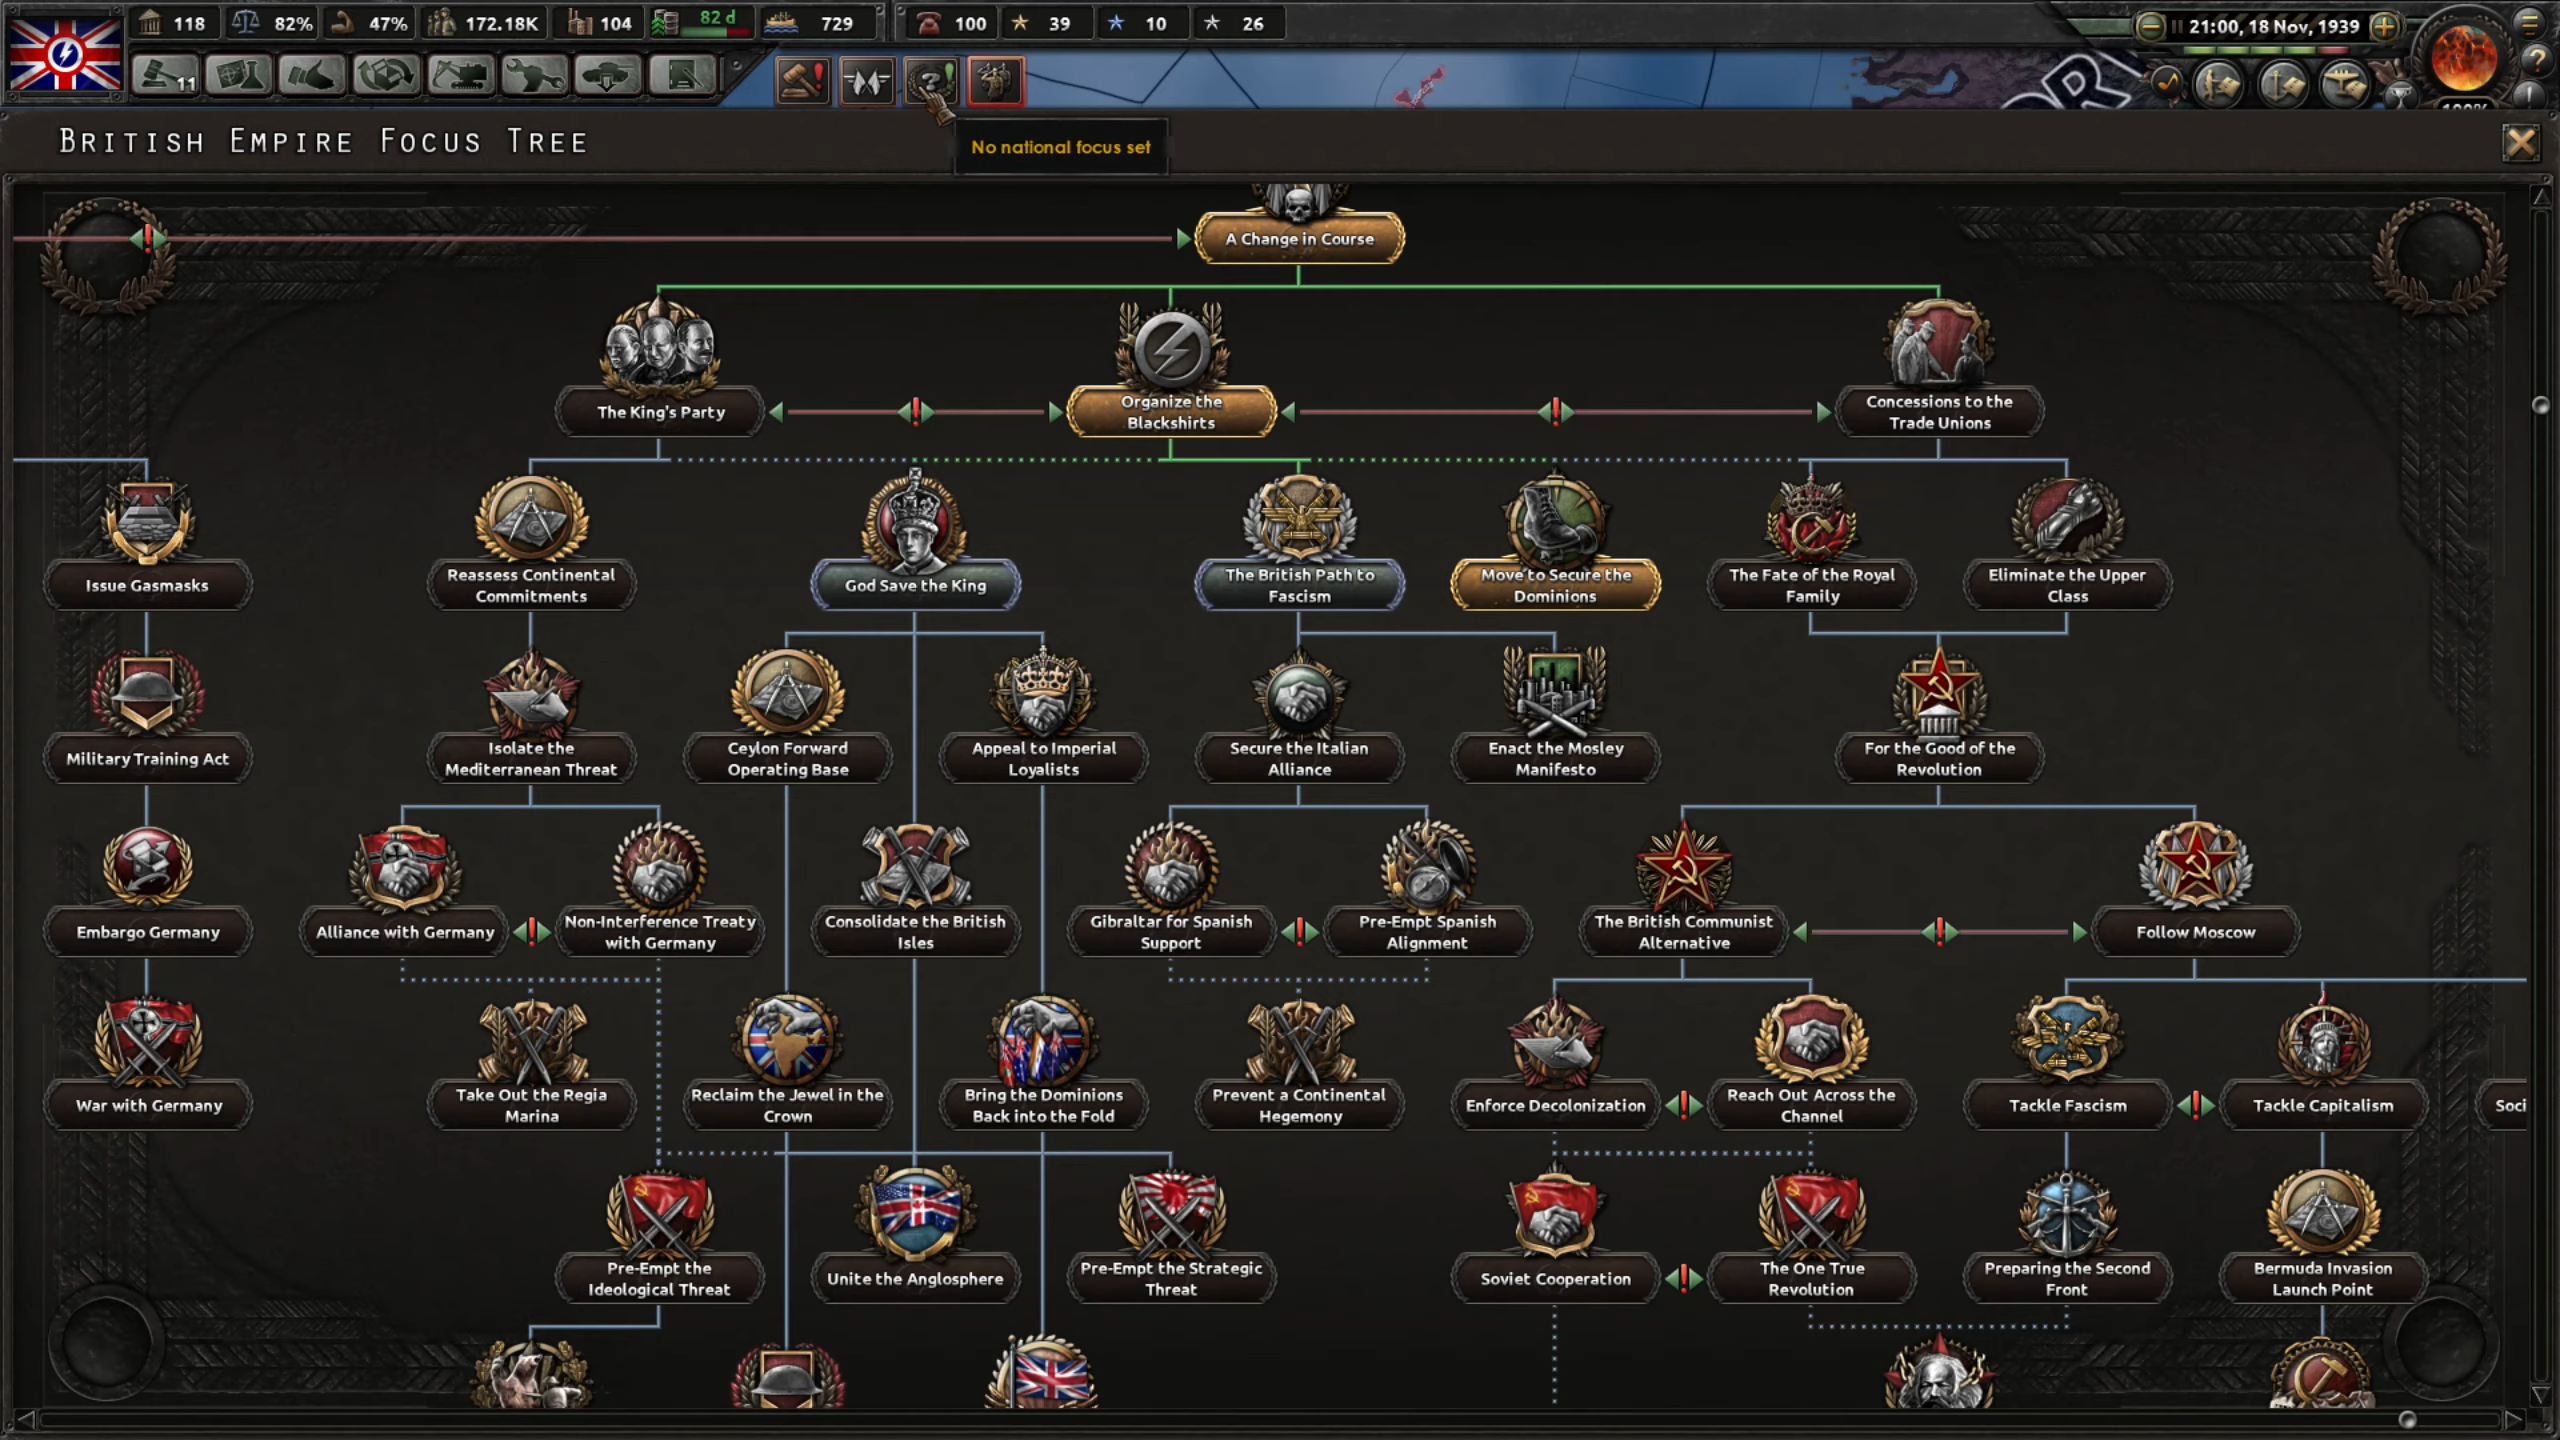 118
82%
47%
172.18K
104
82 d
729
100
39
10
26
21:00, 18 Nov, 1939
11
BRITISH EMPIRE FOCUS TREE
No national focus set
A Change in Course
The King's Party
Organize the
Blackshirts
Concessions to the
Trade Unions
Issue Gasmasks
Reassess Continental
Commitments
God Save the King
The British Path to
Fascism
Move to Secure the
Dominions
The Fate of the Royal
Family
Eliminate the Upper
Class
Military Training Act
Isolate the
Mediterranean Threat
Ceylon Forward
Operating Base
Appeal to Imperial
Loyalists
Secure the Italian
Alliance
Enact the Mosley
Manifesto
For the Good of the
Revolution
Embargo Germany
Alliance with Germany
Non-Interference Treaty
with Germany
Consolidate the British
Isles
Gibraltar for Spanish
Support
Pre-Empt Spanish
Alignment
The British Communist
Alternative
Follow Moscow
War with Germany
Take Out the Regia
Marina
Reclaim the Jewel in the
Crown
Bring the Dominions
Back into the Fold
Prevent a Continental
Hegemony
Enforce Decolonization
Reach Out Across the
Channel
Tackle Fascism
Tackle Capitalism
Soci
Pre-Empt the
Ideological Threat
Unite the Anglosphere
Pre-Empt the Strategic
Threat
Soviet Cooperation
The One True
Revolution
Preparing the Second
Front
Bermuda Invasion
Launch Point